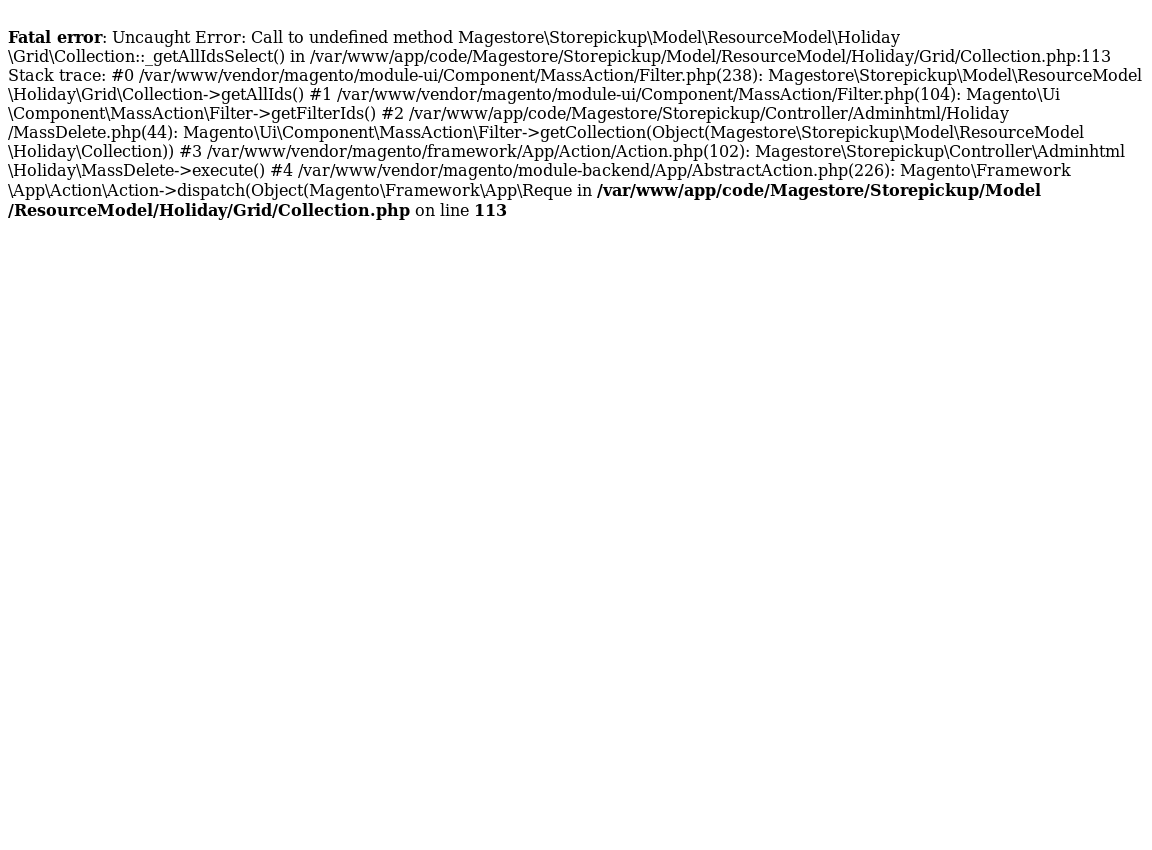 Fatal error: Uncaught Error: Call to undefined method Magestore\Storepickup\Model\ResourceModel\Holiday
\Grid\Collection::_getAllIdsSelect() in /var/www/app/code/Magestore/Storepickup/Model/ResourceModel/Holiday/Grid/Collection.php:113
Stack trace: #0 /var/www/vendor/magento/module-ui/Component/MassAction/Filter.php(238): Magestore\Storepickup\Model\ResourceModel
\Holiday\Grid\Collection->getAllIds() #1 /var/www/vendor/magento/module-ui/Component/MassAction/Filter.php(104): Magento\Ui
\Component\MassAction\Filter->getFilterIds() #2 /var/www/app/code/Magestore/Storepickup/Controller/Adminhtml/Holiday
/MassDelete.php(44): Magento\Ui\Component\MassAction\Filter->getCollection(Object(Magestore\Storepickup\Model\ResourceModel
\Holiday\Collection)) #3 /var/www/vendor/magento/framework/App/Action/Action.php(102): Magestore\Storepickup\Controller\Adminhtml
\Holiday\MassDelete->execute() #4 /var/www/vendor/magento/module-backend/App/AbstractAction.php(226): Magento\Framework
\App\Action\Action->dispatch(Object(Magento\Framework\App\Reque in /var/www/app/code/Magestore/Storepickup/Model
/ResourceModel/Holiday/Grid/Collection.php on line 113